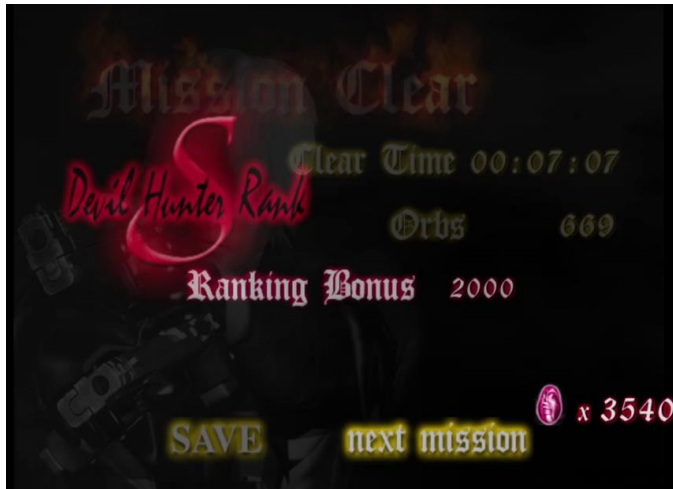 Mission Clear
S
Devil Hunter Rank
Clear Time 00:07:07
Orbs 669
Ranking Bonus 2000
x 3540
SAVE next mission